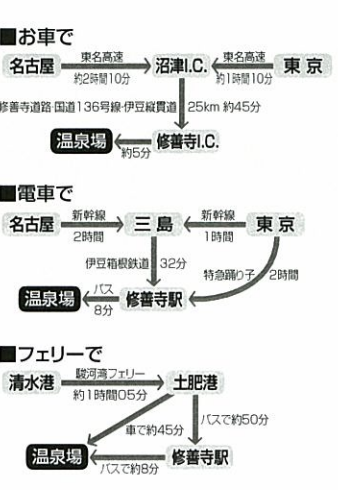 ■お車で
名古屋 東名高速 約2時間10分 沼津I.C. 東名高速 約1時間10分 東京
修善寺道路·国道136号線·伊豆縦貫道 25km 約45分
温泉場 約5分 修善寺I.C.
■電車で
名古屋 新幹線 2時間 三島 新幹線 1時間 東京
伊豆箱根鉄道 32分
特急踊り子 2時間
温泉場 バス 8分 修善寺駅
■フェリーで
清水港 駿河湾フェリー 約1時間05分 土肥港
車で約45分 バスで約50分
温泉場 バスで約8分 修善寺駅